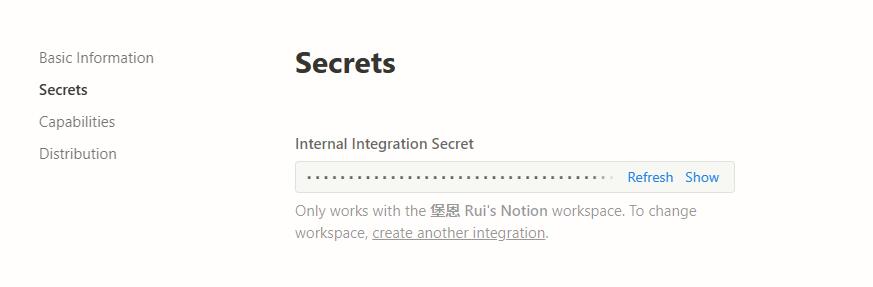 Basic Information
Secrets
Capabilities
Distribution
Secrets
Internal Integration Secret
Refresh Show
Only works with the 堡恩 Rui's Notion workspace. To change
workspace, create another integration.